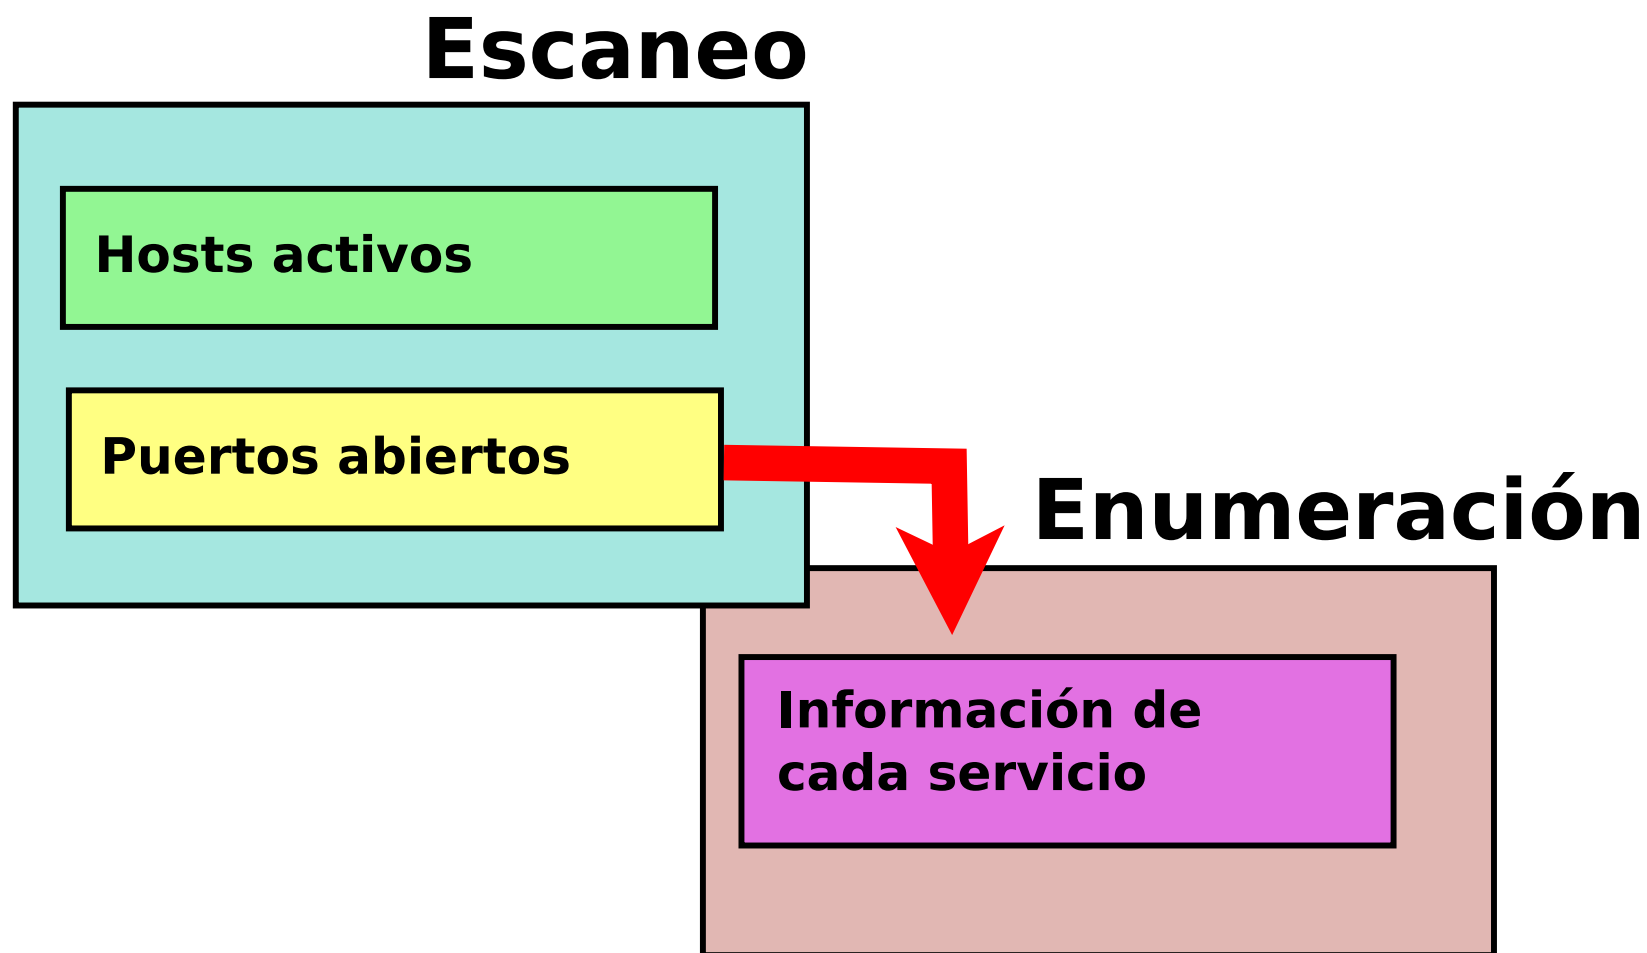 Escaneo
Hosts activos
Puertos abiertos
Enumeración
Información de
cada servicio